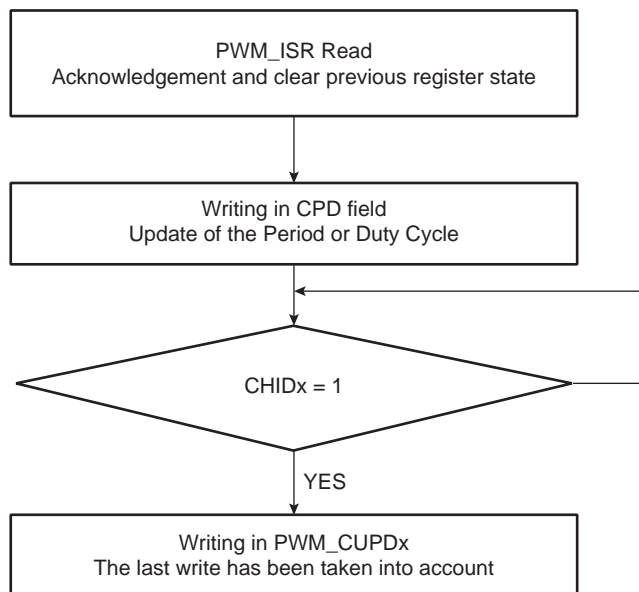 PWM_ISR Read
Acknowledgement and clear previous register state
Writing in CPD field
Update of the Period or Duty Cycle
CHIDx = 1
YES
Writing in PWM_CUPDx
The last write has been taken into account